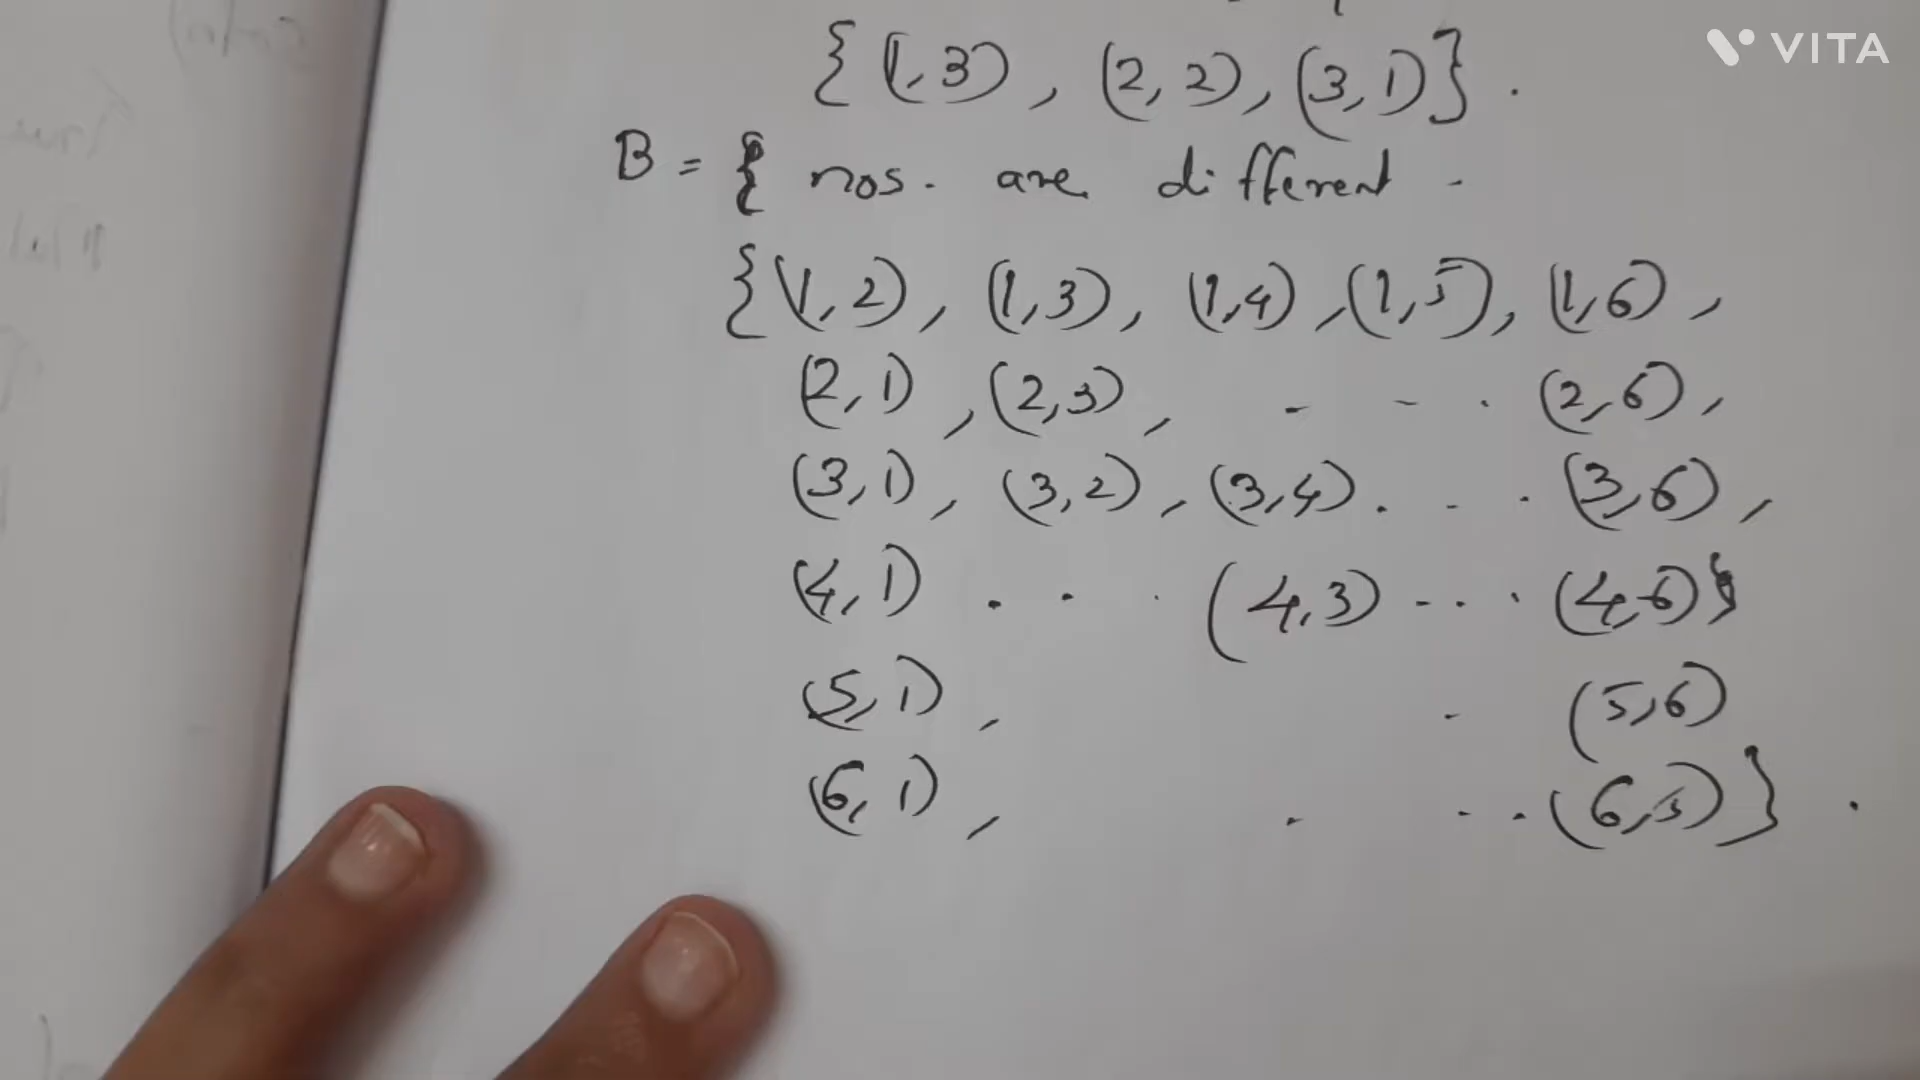 VITA
{ (1,3) , (2, 2), (3, 1)} .
B = { nos. are different -
{(1, 2), (1,3), (1,4), (1,5), (1,6),
(2, 1), (2,3), - - . (2,6),
(3,1), (3,2), (3,4). - . (3,6),
(4, 1) . . . (4,3) -.. . (4,6)}
(5, 1), - (5,6)
(6, 1), . - . . (6,5)} .